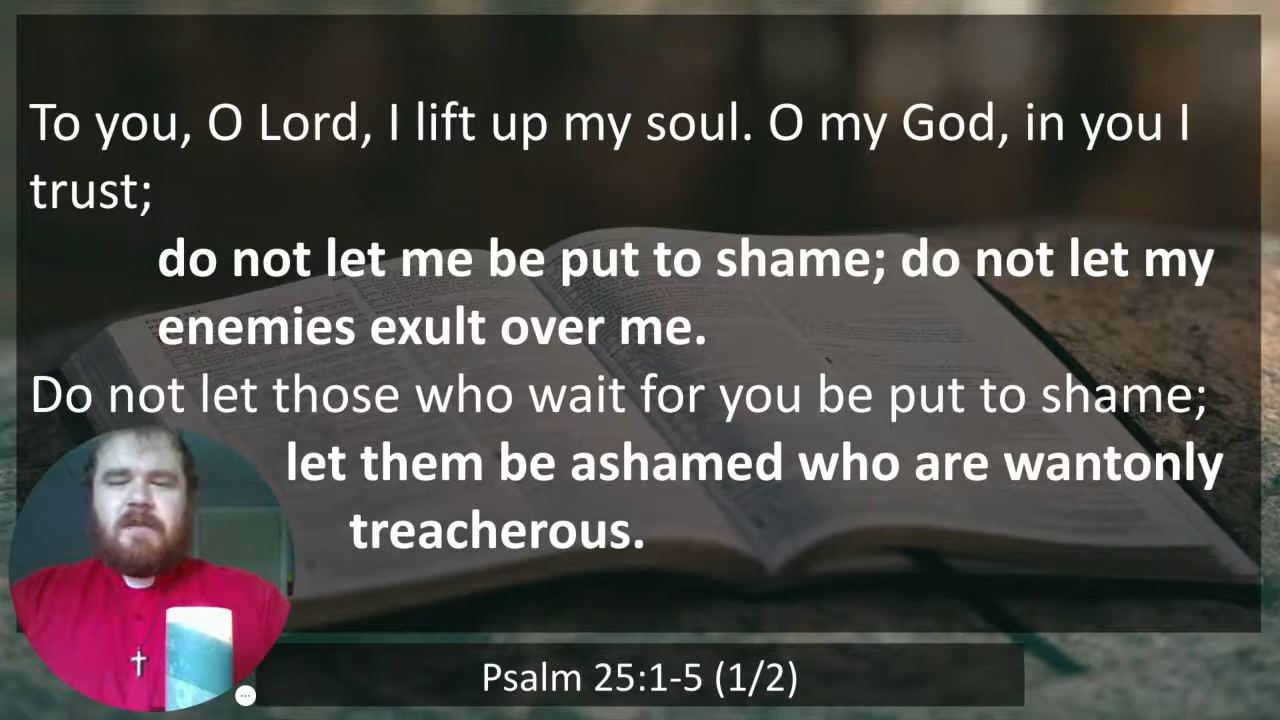 To you, O Lord, I lift up my soul. O my God, in you I
trust;
do not let me be put to shame; do not let my
enemies exult over me.
Do not let those who wait for you be put to shame;
let them be ashamed who are wantonly
treacherous.
Psalm 25:1-5 (1/2)